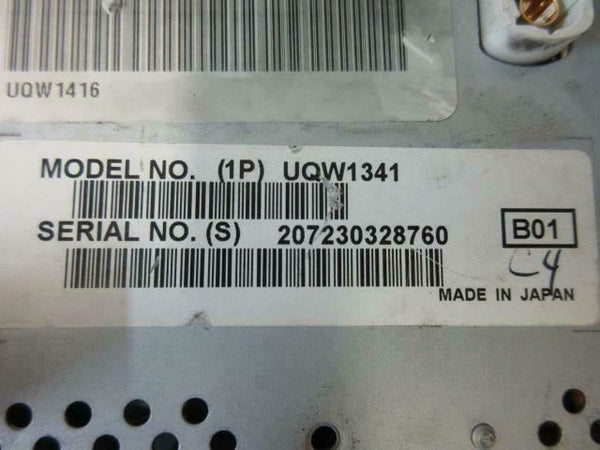 UQW1416
MODEL NO. (1P) UQW1341
SERIAL NO. (S) 207230328760
B01
C4
MADE IN JAPAN